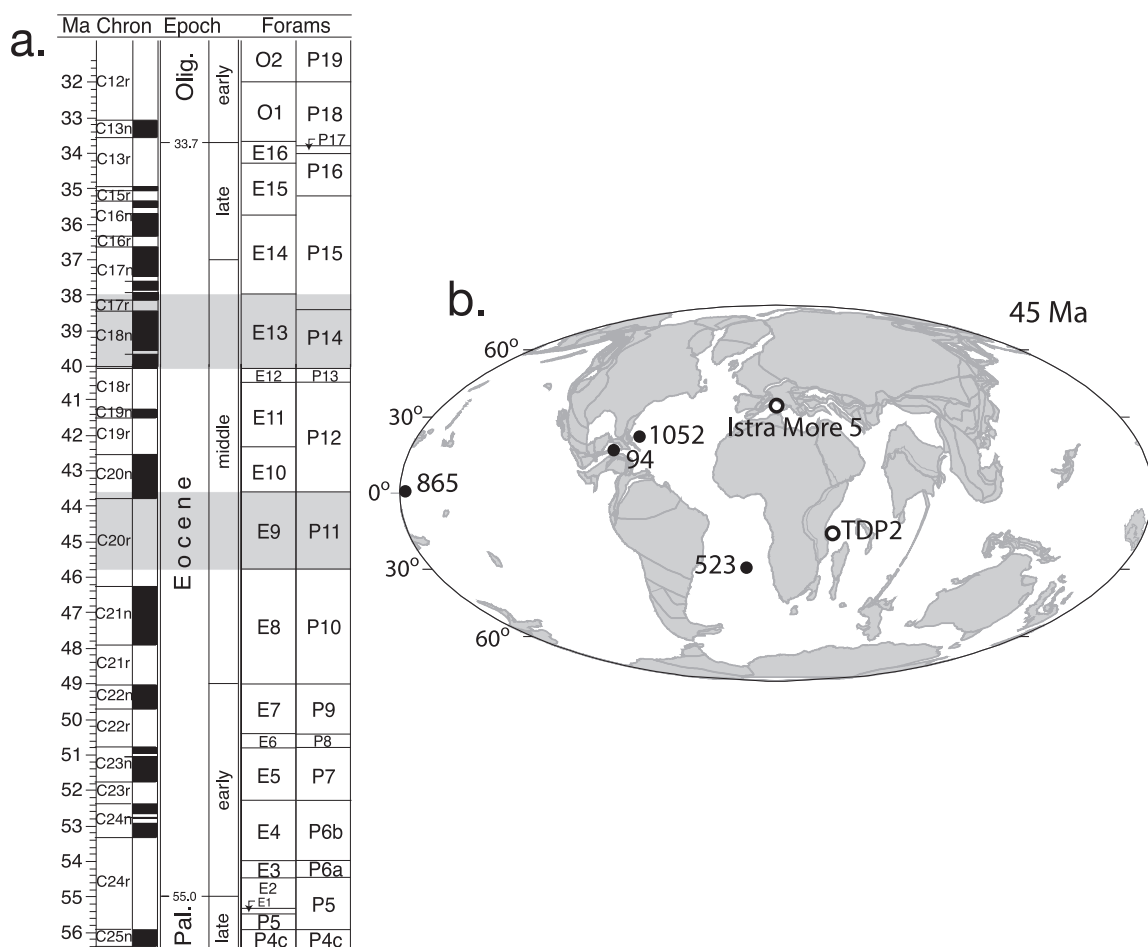 a.
Ma Chron Epoch Forams
32
33
34
35
36
37
38
39
40
41
42
43
44
45
46
47
48
49
50
51
52
53
54
55
56
C12r
C13n
C13r
C15r
C16n
C16r
C17n
C17r
C18n
C18r
C19n
C19r
C20n
C20r
C21n
C21r
C22n
C22r
C23n
C23r
C24n
C24r
C25n
Olig.
33.7
Eocene
55.0
Pal.
early
late
middle
early
late
O2
O1
E16
E15
E14
E13
E12
E11
E10
E9
E8
E7
E6
E5
E4
E3
E2
E1
P5
P4c
P19
P18
P17
P16
P15
P14
P13
P12
P11
P10
P9
P8
P7
P6b
P6a
P5
P4c
b.
45 Ma
60°
30°
0°
30°
60°
Istra More 5
1052
94
865
TDP2
523